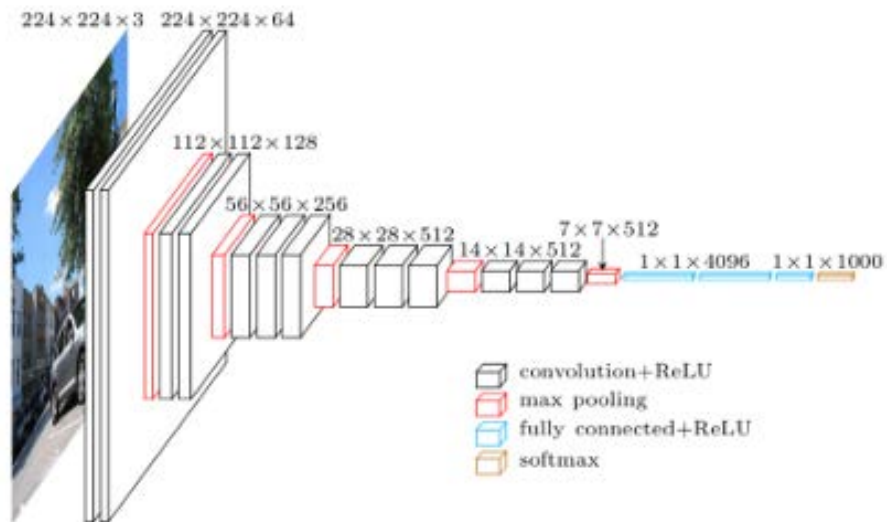 224 × 224 × 3
224 × 224 × 64
112 × 112 × 128
56 × 56 × 256
28 × 28 × 512
14 × 14 × 512
7 × 7 × 512
1 × 1 × 4096
1 × 1 × 1000
convolution+ReLU
max pooling
fully connected+ReLU
softmax